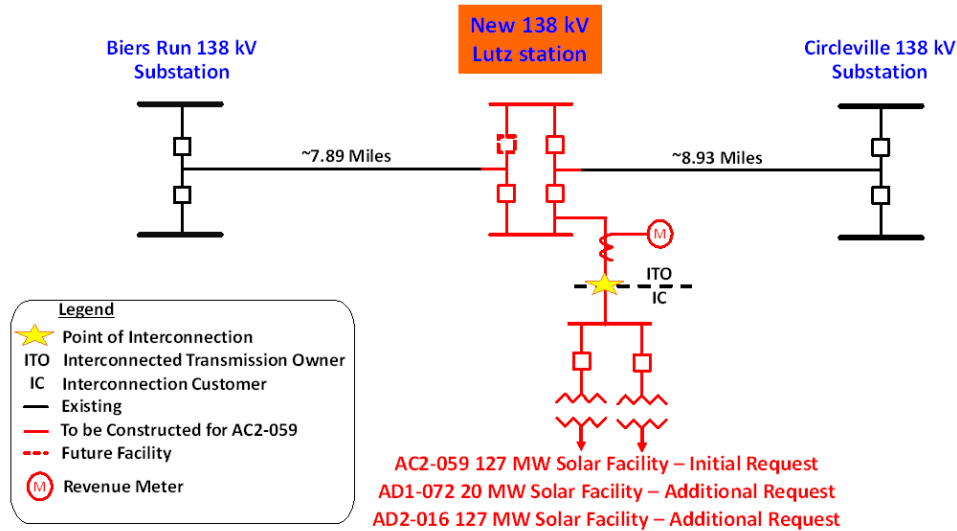 New 138 kV
Lutz station
Biers Run 138 kV
Substation
Circleville 138 kV
Substation
~7.89 Miles
~8.93 Miles
M
ITO
IC
Legend
Point of Interconnection
ITO Interconnected Transmission Owner
IC Interconnection Customer
Existing
To be Constructed for AC2-059
Future Facility
M Revenue Meter
AC2-059 127 MW Solar Facility – Initial Request
AD1-072 20 MW Solar Facility – Additional Request
AD2-016 127 MW Solar Facility – Additional Request